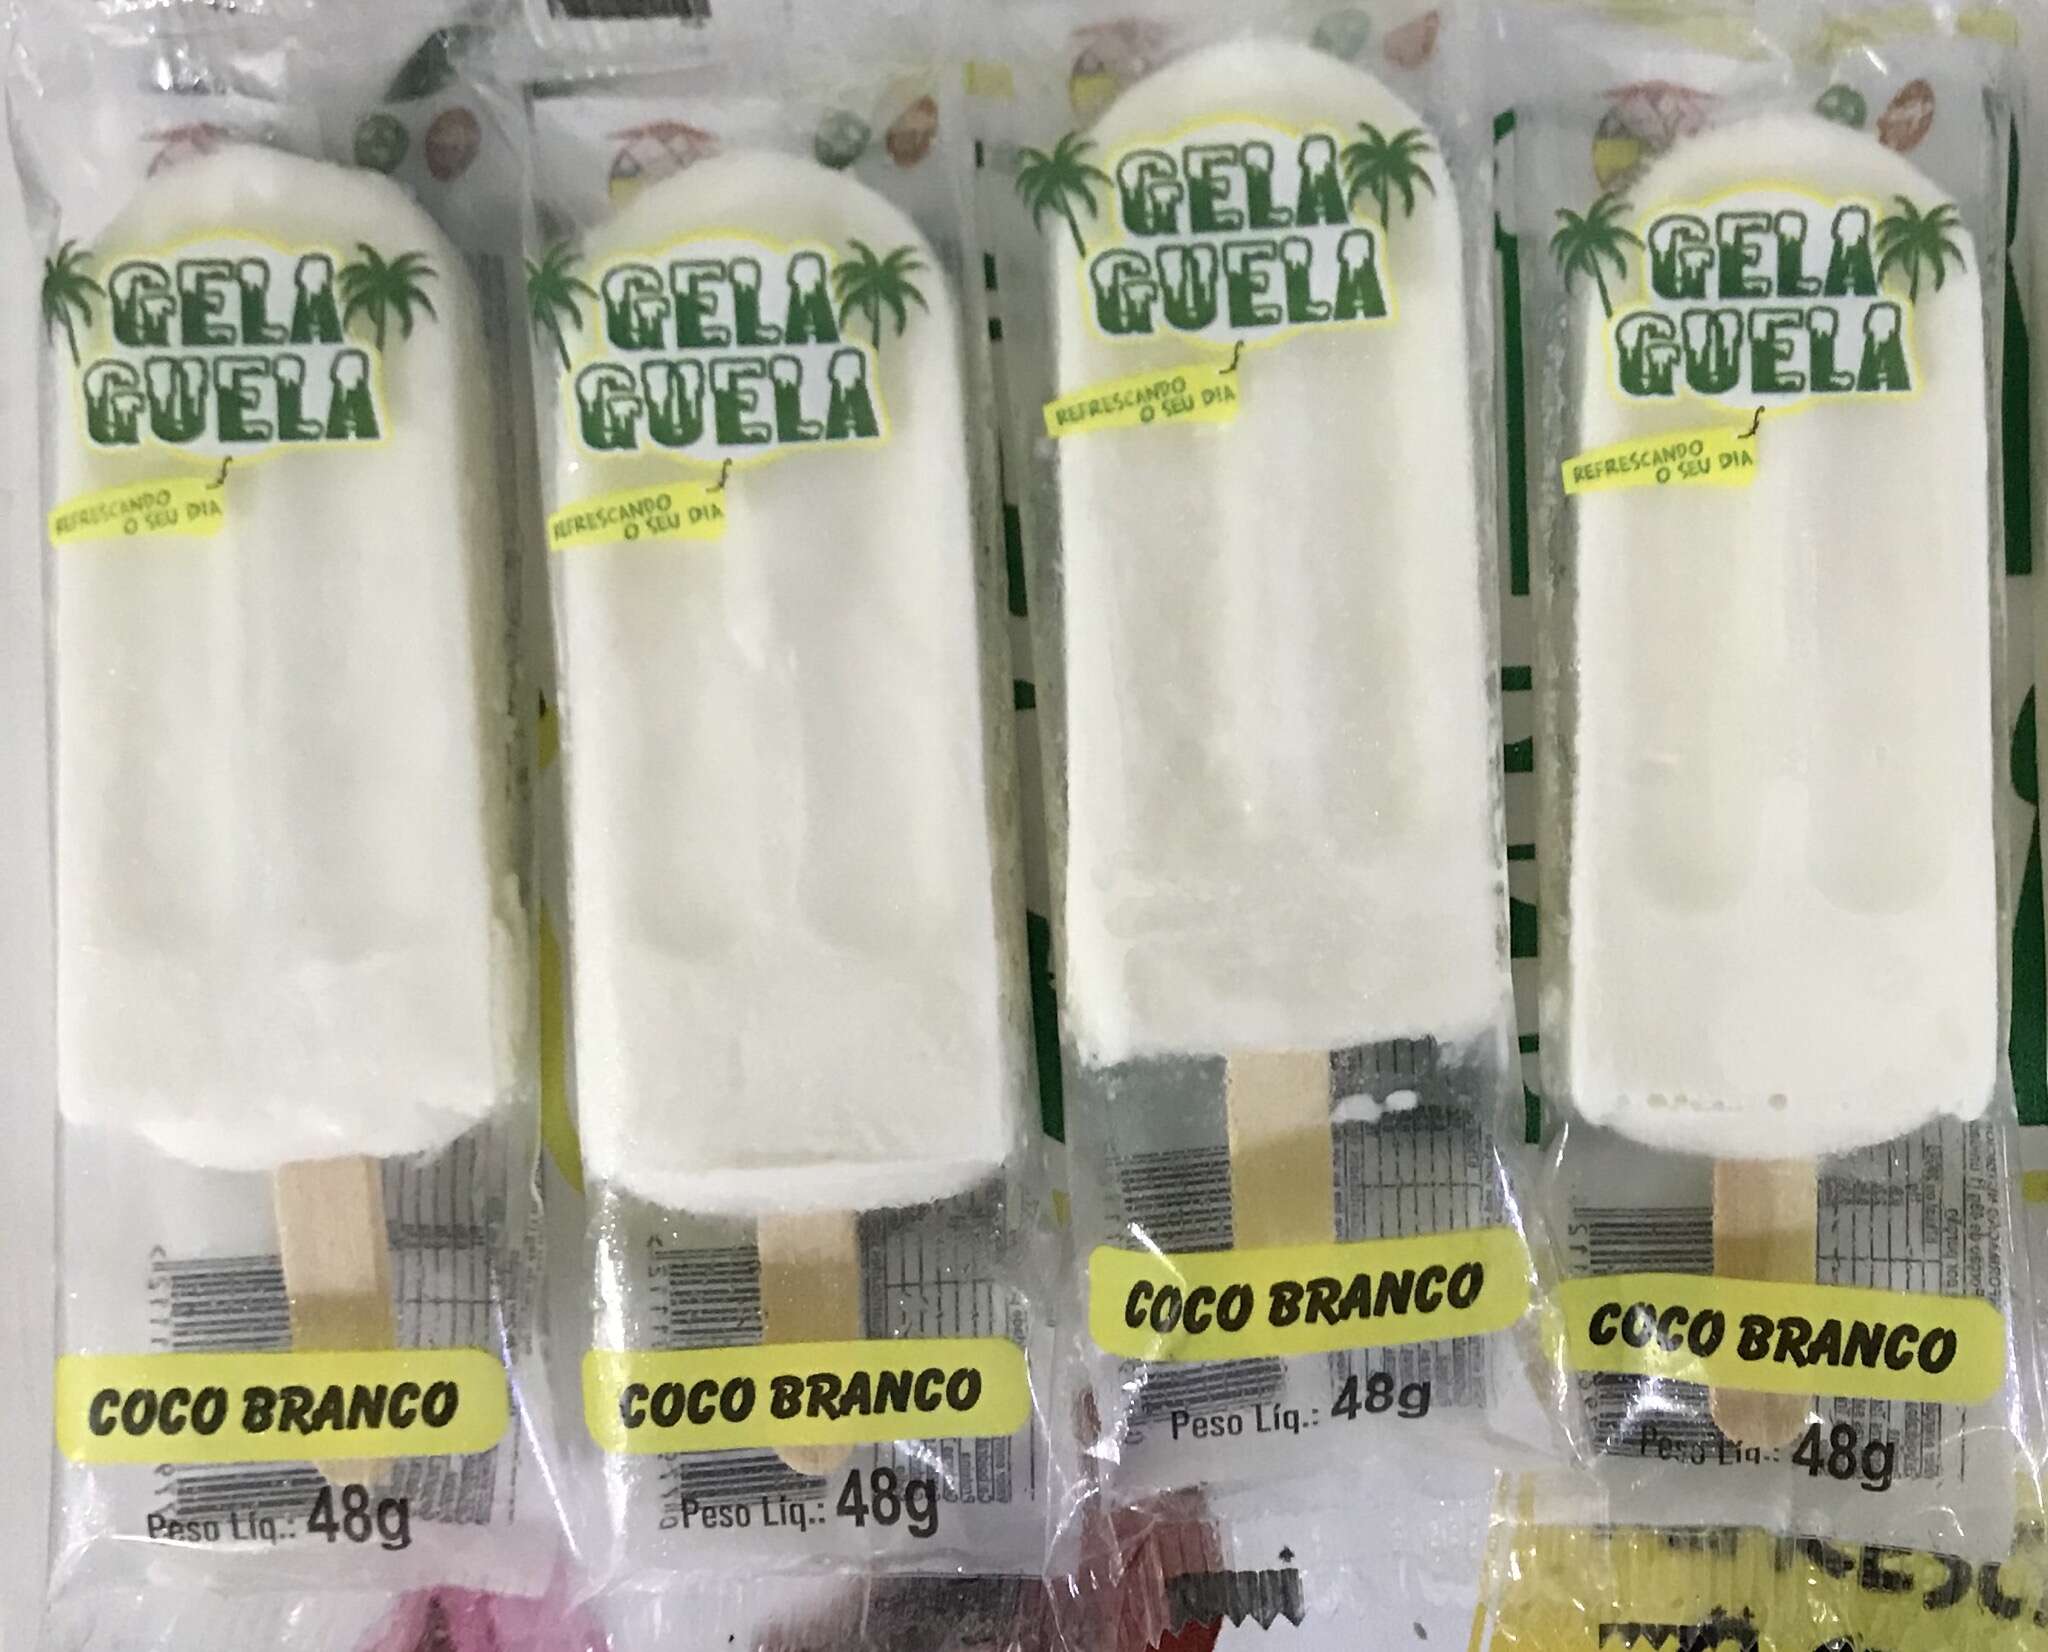 GELA
GUELA
REFRESCANDO
O SEU DIA
COCO BRANCO
Peso Líq.: 48g
GELA
GUELA
REFRESCANDO
O SEU DIA
COCO BRANCO
Peso Líq.: 48g
GELA
GUELA
REFRESCANDO
O SEU DIA
COCO BRANCO
Peso Líq.: 48g
GELA
GUELA
REFRESCANDO
O SEU DIA
COCO BRANCO
Peso Líq.: 48g